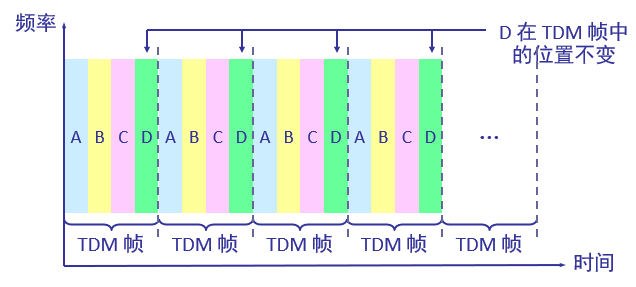 频率
D 在 TDM 帧中
的位置不变
A B C D A B C D A B C D A B C D ...
TDM 帧 TDM 帧 TDM 帧 TDM 帧 TDM 帧
时间